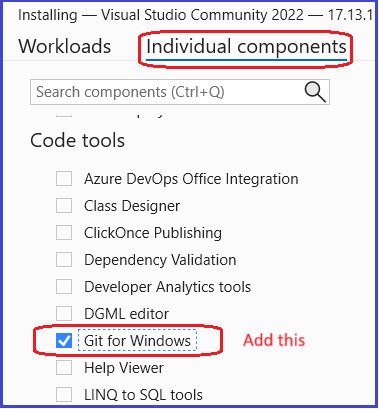 Installing — Visual Studio Community 2022 — 17.13.1
Workloads Individual components
Search components (Ctrl+Q)
Code tools
Azure DevOps Office Integration
Class Designer
ClickOnce Publishing
Dependency Validation
Developer Analytics tools
DGML editor
Git for Windows Add this
Help Viewer
LINQ to SQL tools